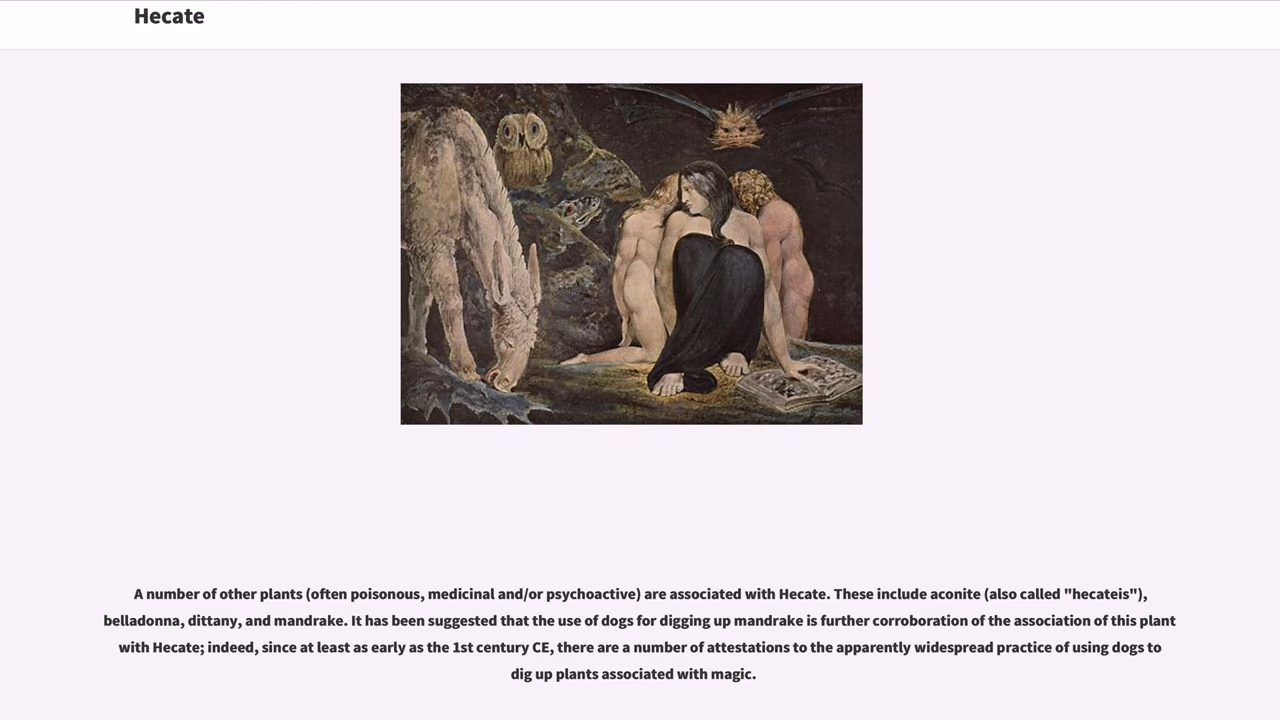 Hecate
A number of other plants (often poisonous, medicinal and/or psychoactive) are associated with Hecate. These include aconite (also called "hecateis"),
belladonna, dittany, and mandrake. It has been suggested that the use of dogs for digging up mandrake is further corroboration of the association of this plant
with Hecate; indeed, since at least as early as the 1st century CE, there are a number of attestations to the apparently widespread practice of using dogs to
dig up plants associated with magic.